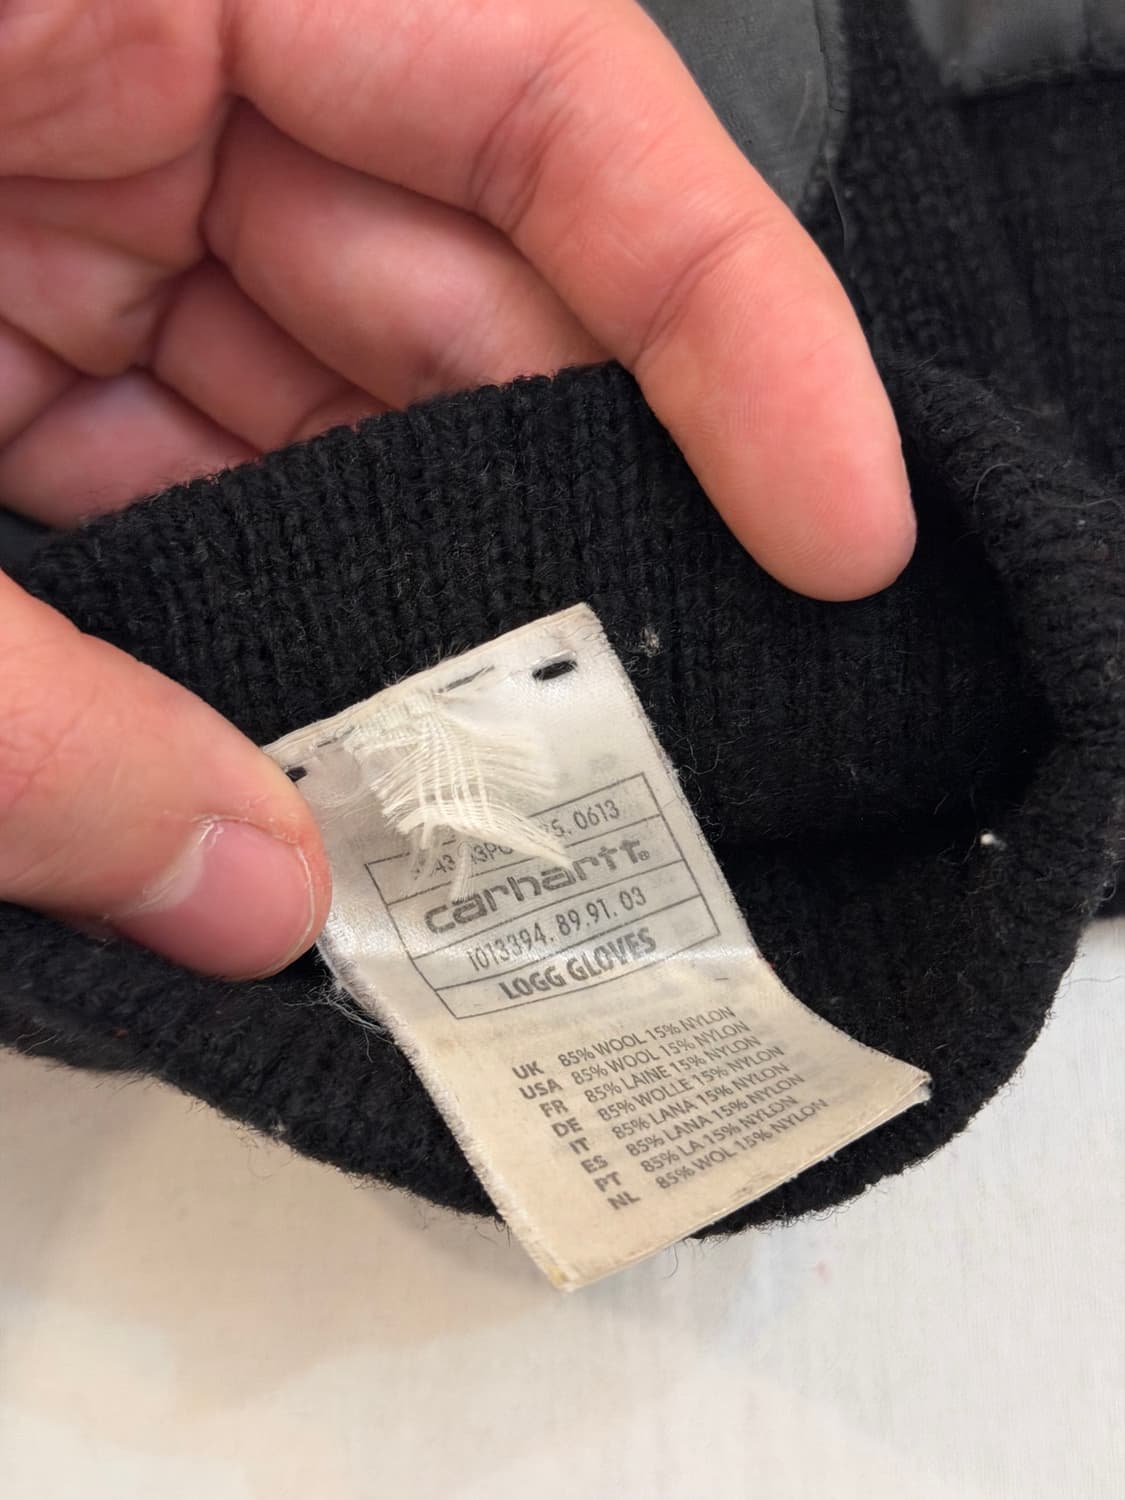 S. 0613
carhartt®
1013394. 89.91. 03
LOGG GLOVES
UK 85% WOOL 15% NYLON
USA 85% WOOL 15% NYLON
FR 85% LAINE 15% NYLON
DE 85% WOLLE 15% NYLON
IT 85% LANA 15% NYLON
ES 85% LANA 15% NYLON
PT 85% LA 15% NYLON
NL 85% WOL 15% NYLON